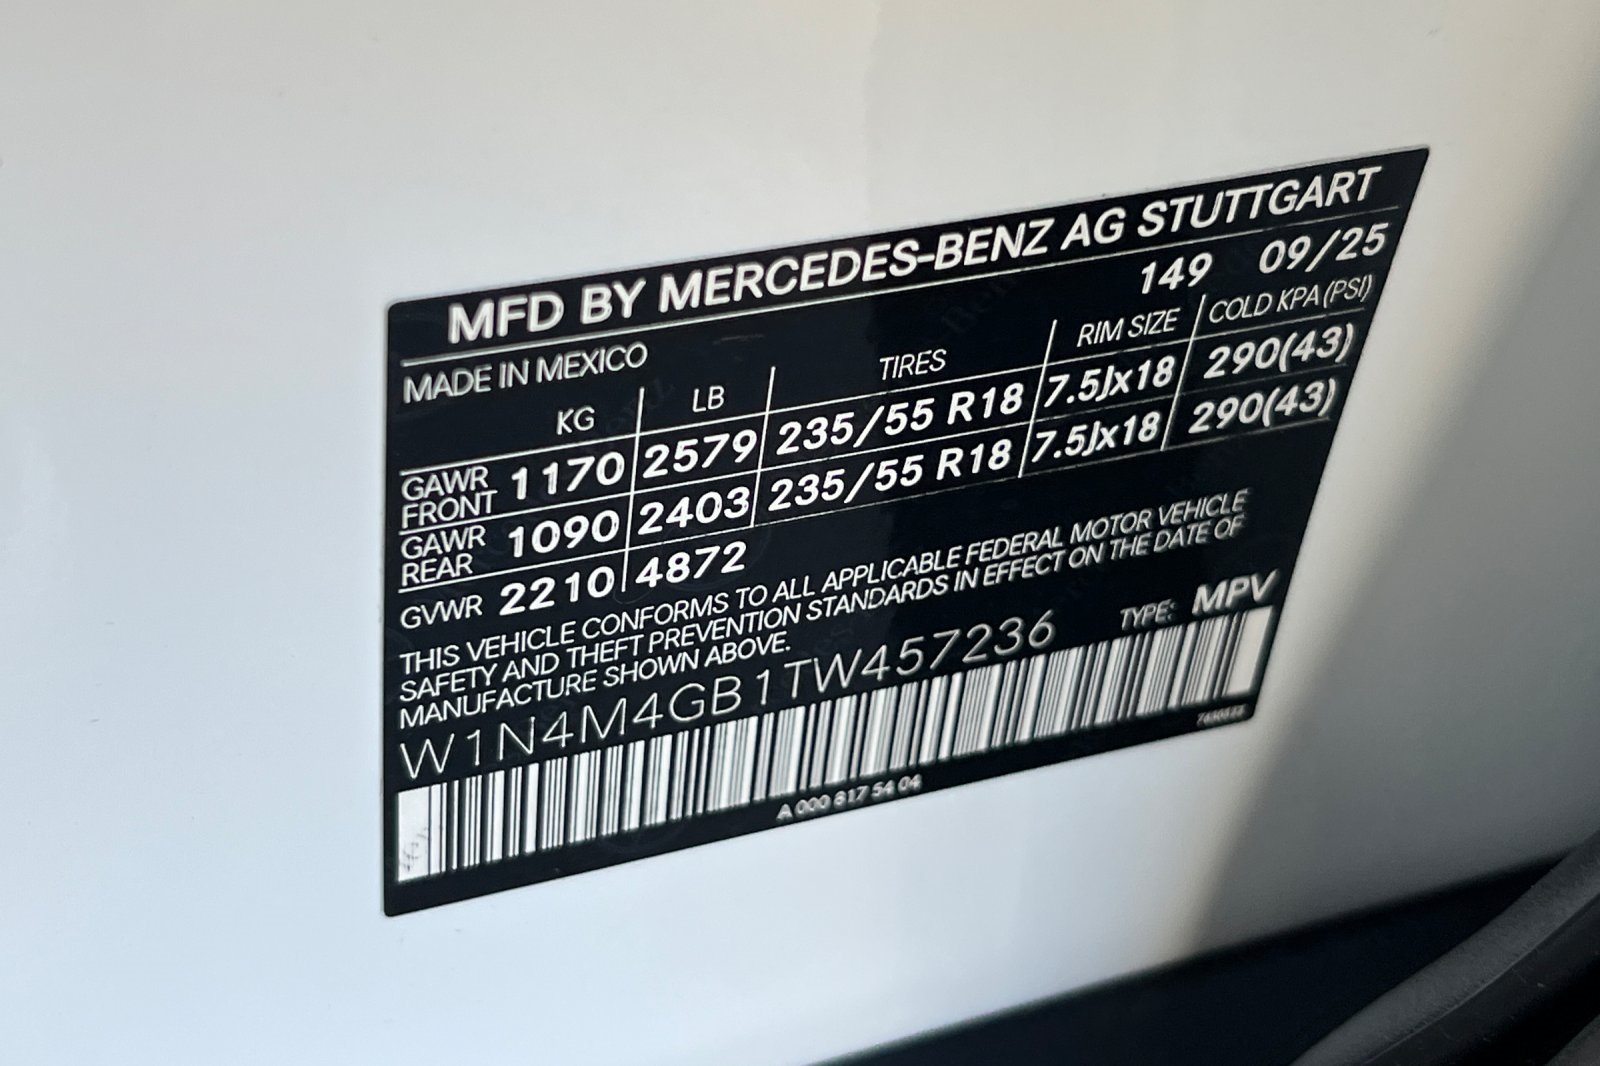 MFD BY MERCEDES-BENZ AG STUTTGART
MADE IN MEXICO 149 09/25
KG LB TIRES RIM SIZE COLD KPA (PSI)
GAWR FRONT 1170 2579 235/55 R18 7.5Jx18 290(43)
GAWR REAR 1090 2403 235/55 R18 7.5Jx18 290(43)
GVWR 2210 4872
THIS VEHICLE CONFORMS TO ALL APPLICABLE FEDERAL MOTOR VEHICLE
SAFETY AND THEFT PREVENTION STANDARDS IN EFFECT ON THE DATE OF
MANUFACTURE SHOWN ABOVE.
W1N4M4GB1TW457236 TYPE: MPV
A 000 817 54 04